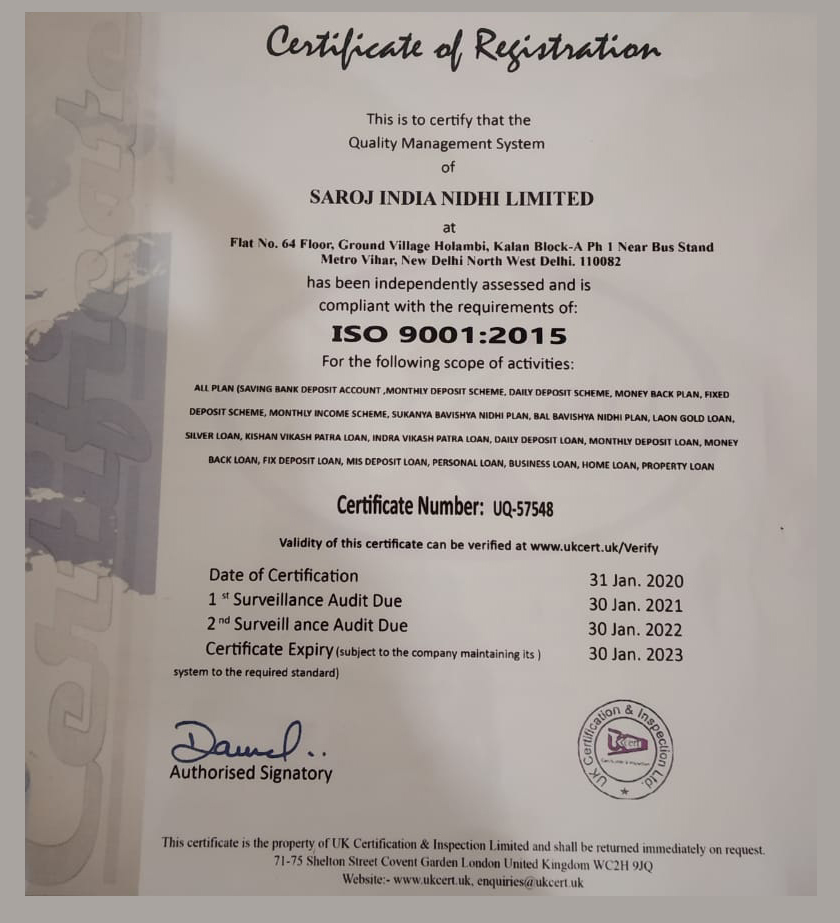 Certificate of Registration
This is to certify that the
Quality Management System
of
SAROJ INDIA NIDHI LIMITED
at
Flat No. 64 Floor, Ground Village Holambi, Kalan Block-A Ph 1 Near Bus Stand
Metro Vihar, New Delhi North West Delhi. 110082
has been independently assessed and is
compliant with the requirements of:
ISO 9001:2015
For the following scope of activities:
ALL PLAN (SAVING BANK DEPOSIT ACCOUNT ,MONTHLY DEPOSIT SCHEME, DAILY DEPOSIT SCHEME, MONEY BACK PLAN, FIXED
DEPOSIT SCHEME, MONTHLY INCOME SCHEME, SUKANYA BAVISHYA NIDHI PLAN, BAL BAVISHYA NIDHI PLAN, LAON GOLD LOAN,
SILVER LOAN, KISHAN VIKASH PATRA LOAN, INDRA VIKASH PATRA LOAN, DAILY DEPOSIT LOAN, MONTHLY DEPOSIT LOAN, MONEY
BACK LOAN, FIX DEPOSIT LOAN, MIS DEPOSIT LOAN, PERSONAL LOAN, BUSINESS LOAN, HOME LOAN, PROPERTY LOAN
Certificate Number: UQ-57548
Validity of this certificate can be verified at www.ukcert.uk/Verify
Date of Certification 31 Jan. 2020
1 st Surveillance Audit Due 30 Jan. 2021
2 nd Surveill ance Audit Due 30 Jan. 2022
Certificate Expiry (subject to the company maintaining its ) 30 Jan. 2023
system to the required standard)
Authorised Signatory
UK Certification & Inspection Ltd.
This certificate is the property of UK Certification & Inspection Limited and shall be returned immediately on request.
71-75 Shelton Street Covent Garden London United Kingdom WC2H 9JQ
Website:- www.ukcert.uk, enquiries@ukcert.uk
Certificate